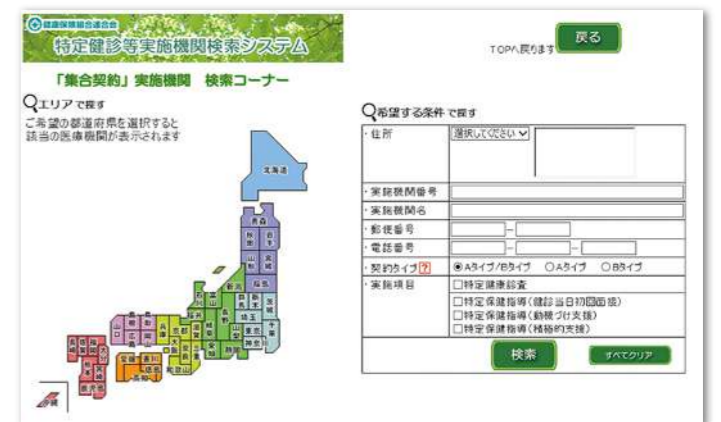 健康保険組合連合会
特定健診等実施機関検索システム
TOPへ戻ります
戻る
「集合契約」実施機関 検索コーナー
エリアで探す
ご希望の都道府県を選択すると
該当の医療機関が表示されます
希望する条件で探す
・住所
選択してください
・実施機関番号
・実施機関名
・郵便番号
-
・電話番号
-
-
・契約タイプ ?
Aタイプ/Bタイプ Aタイプ Bタイプ
・実施項目
特定健康診査
特定保健指導(健診当日初回面接)
特定保健指導(動機づけ支援)
特定保健指導(積極的支援)
検索
すべてクリア
北海道
青森
秋田 岩手
山形 宮城
新潟 福島
石川 富山 群馬 栃木 茨城
福井 長野 埼玉 千葉
島根 鳥取 京都 滋賀 岐阜 山梨 東京
山口 広島 岡山 兵庫 大阪 奈良 三重 愛知 静岡 神奈
和歌山
長崎 佐賀 福岡 大分
熊本 宮崎
鹿児島
愛媛 香川
高知 徳島
沖縄